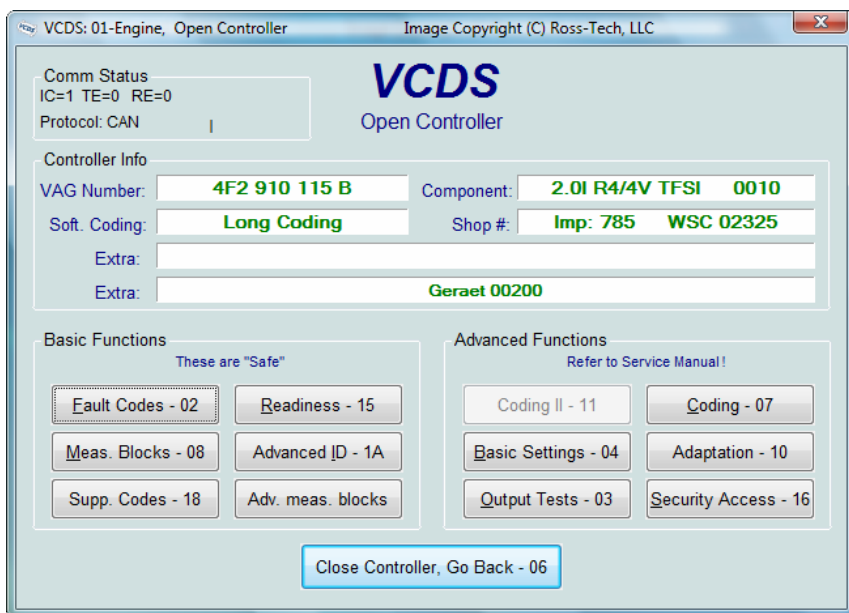 VCDS: 01-Engine, Open Controller Image Copyright (C) Ross-Tech, LLC
Comm Status
IC=1 TE=0 RE=0
Protocol: CAN |
VCDS
Open Controller
Controller Info
VAG Number: 4F2 910 115 B Component: 2.0l R4/4V TFSI 0010
Soft. Coding: Long Coding Shop #: Imp: 785 WSC 02325
Extra:
Extra: Geraet 00200
Basic Functions
These are "Safe"
Fault Codes - 02 Readiness - 15
Meas. Blocks - 08 Advanced ID - 1A
Supp. Codes - 18 Adv. meas. blocks
Advanced Functions
Refer to Service Manual!
Coding II - 11 Coding - 07
Basic Settings - 04 Adaptation - 10
Output Tests - 03 Security Access - 16
Close Controller, Go Back - 06